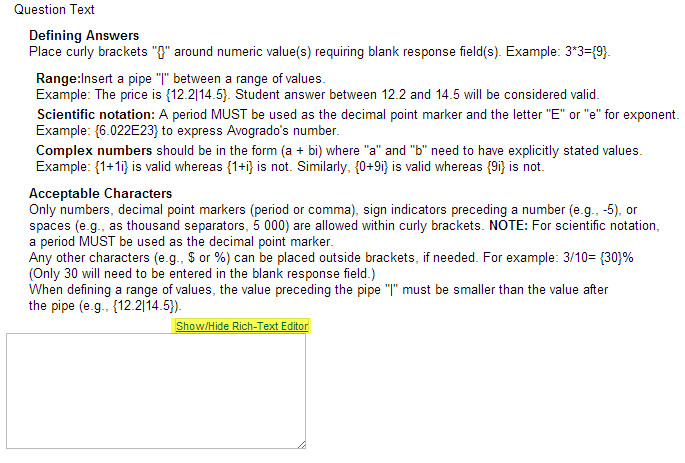 Question Text
Defining Answers
Place curly brackets "{}" around numeric value(s) requiring blank response field(s). Example: 3*3={9}.
Range:Insert a pipe "|" between a range of values.
Example: The price is {12.2|14.5}. Student answer between 12.2 and 14.5 will be considered valid.
Scientific notation: A period MUST be used as the decimal point marker and the letter "E" or "e" for exponent.
Example: {6.022E23} to express Avogrado's number.
Complex numbers should be in the form (a + bi) where "a" and "b" need to have explicitly stated values.
Example: {1+1i} is valid whereas {1+i} is not. Similarly, {0+9i} is valid whereas {9i} is not.
Acceptable Characters
Only numbers, decimal point markers (period or comma), sign indicators preceding a number (e.g., -5), or
spaces (e.g., as thousand separators, 5 000) are allowed within curly brackets. NOTE: For scientific notation,
a period MUST be used as the decimal point marker.
Any other characters (e.g., $ or %) can be placed outside brackets, if needed. For example: 3/10= {30}%
(Only 30 will need to be entered in the blank response field.)
When defining a range of values, the value preceding the pipe "|" must be smaller than the value after
the pipe (e.g., {12.2|14.5}).
Show/Hide Rich-Text Editor